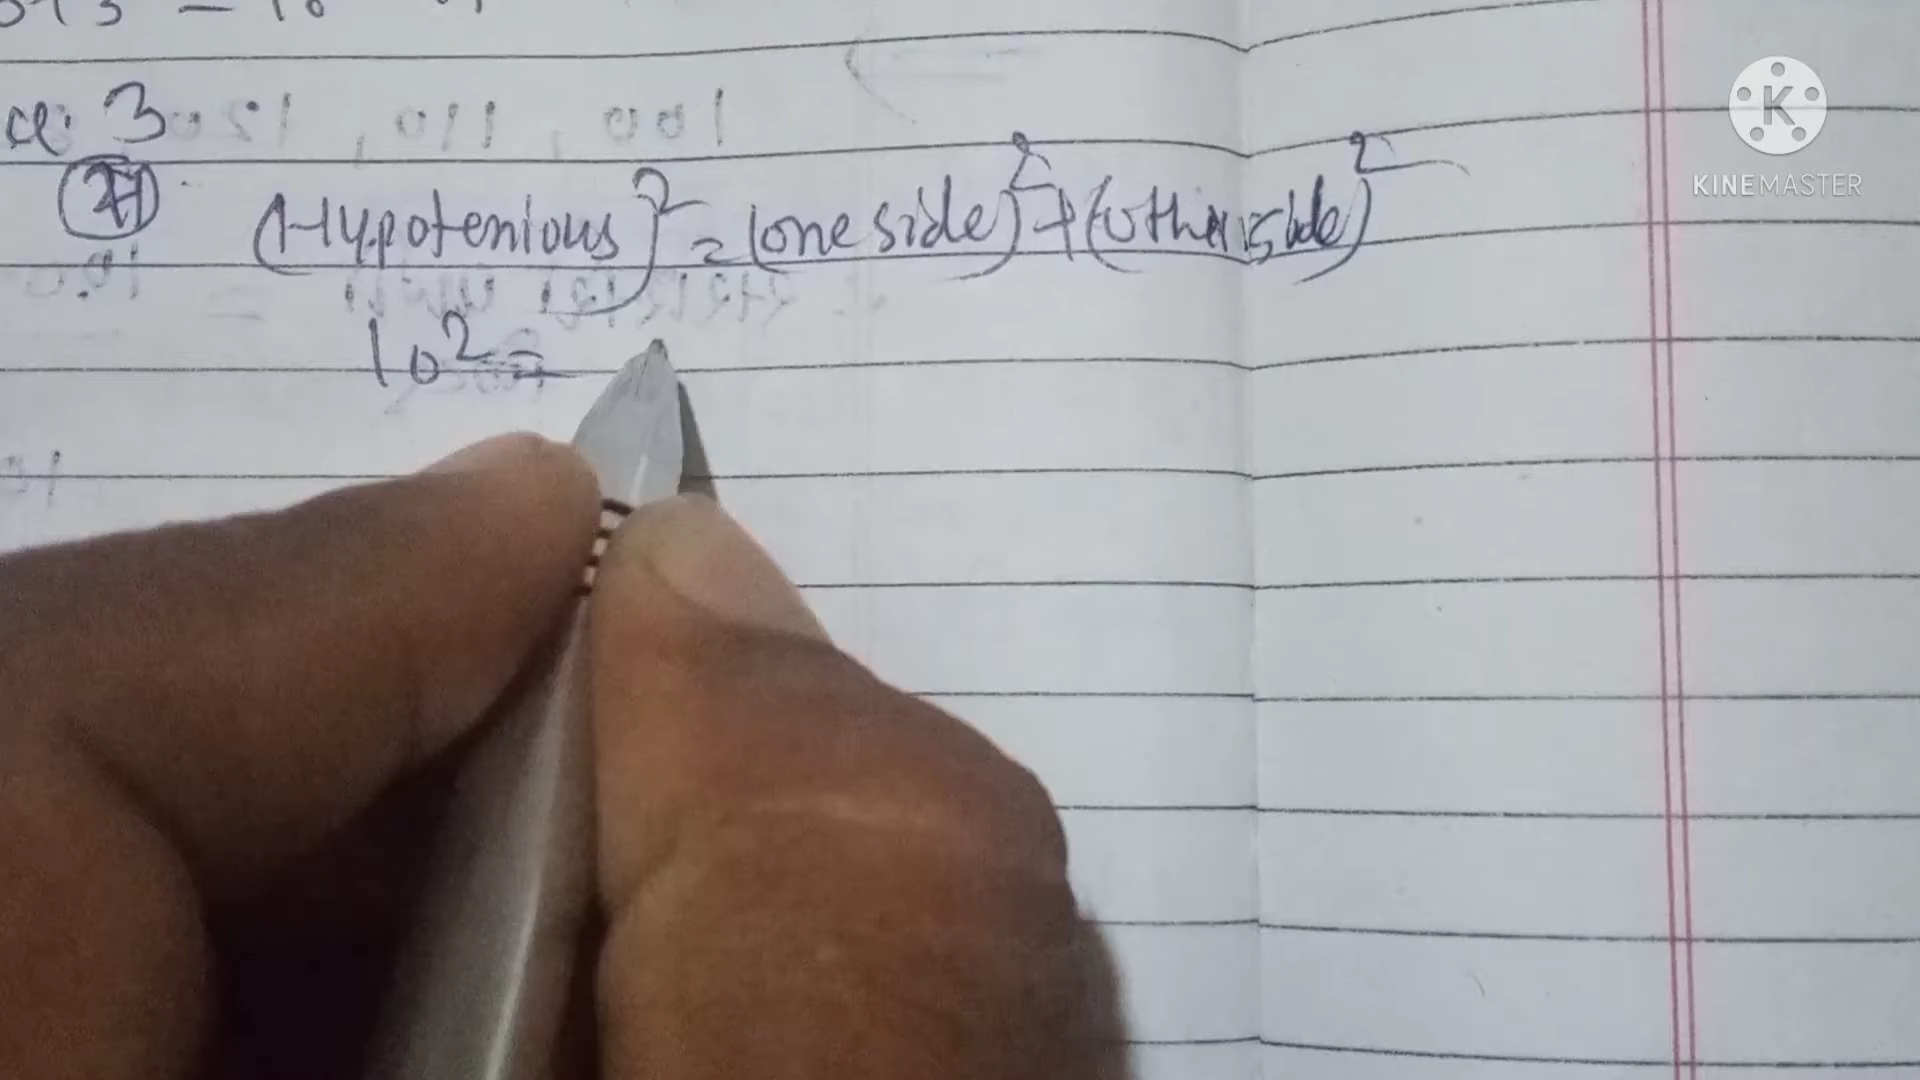 3
(Hypotenious)² = (one side)² + (other side)²
10² =
KINEMASTER